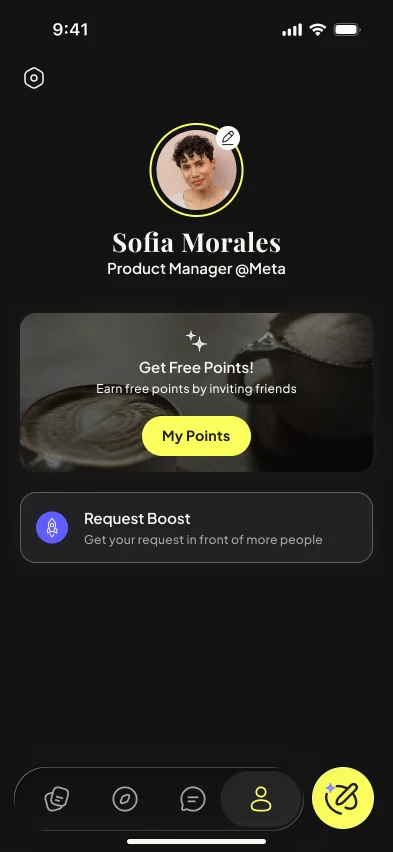 9:41
Sofia Morales
Product Manager @Meta
Get Free Points!
Earn free points by inviting friends
My Points
Request Boost
Get your request in front of more people